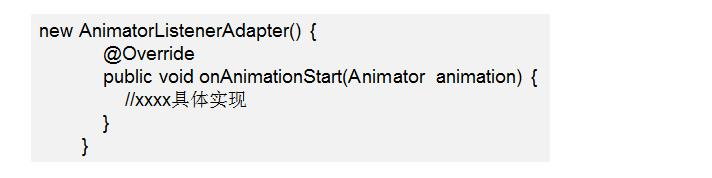 new AnimatorListenerAdapter() {
@Override
public void onAnimationStart(Animator animation) {
//xxxx具体实现
}
}